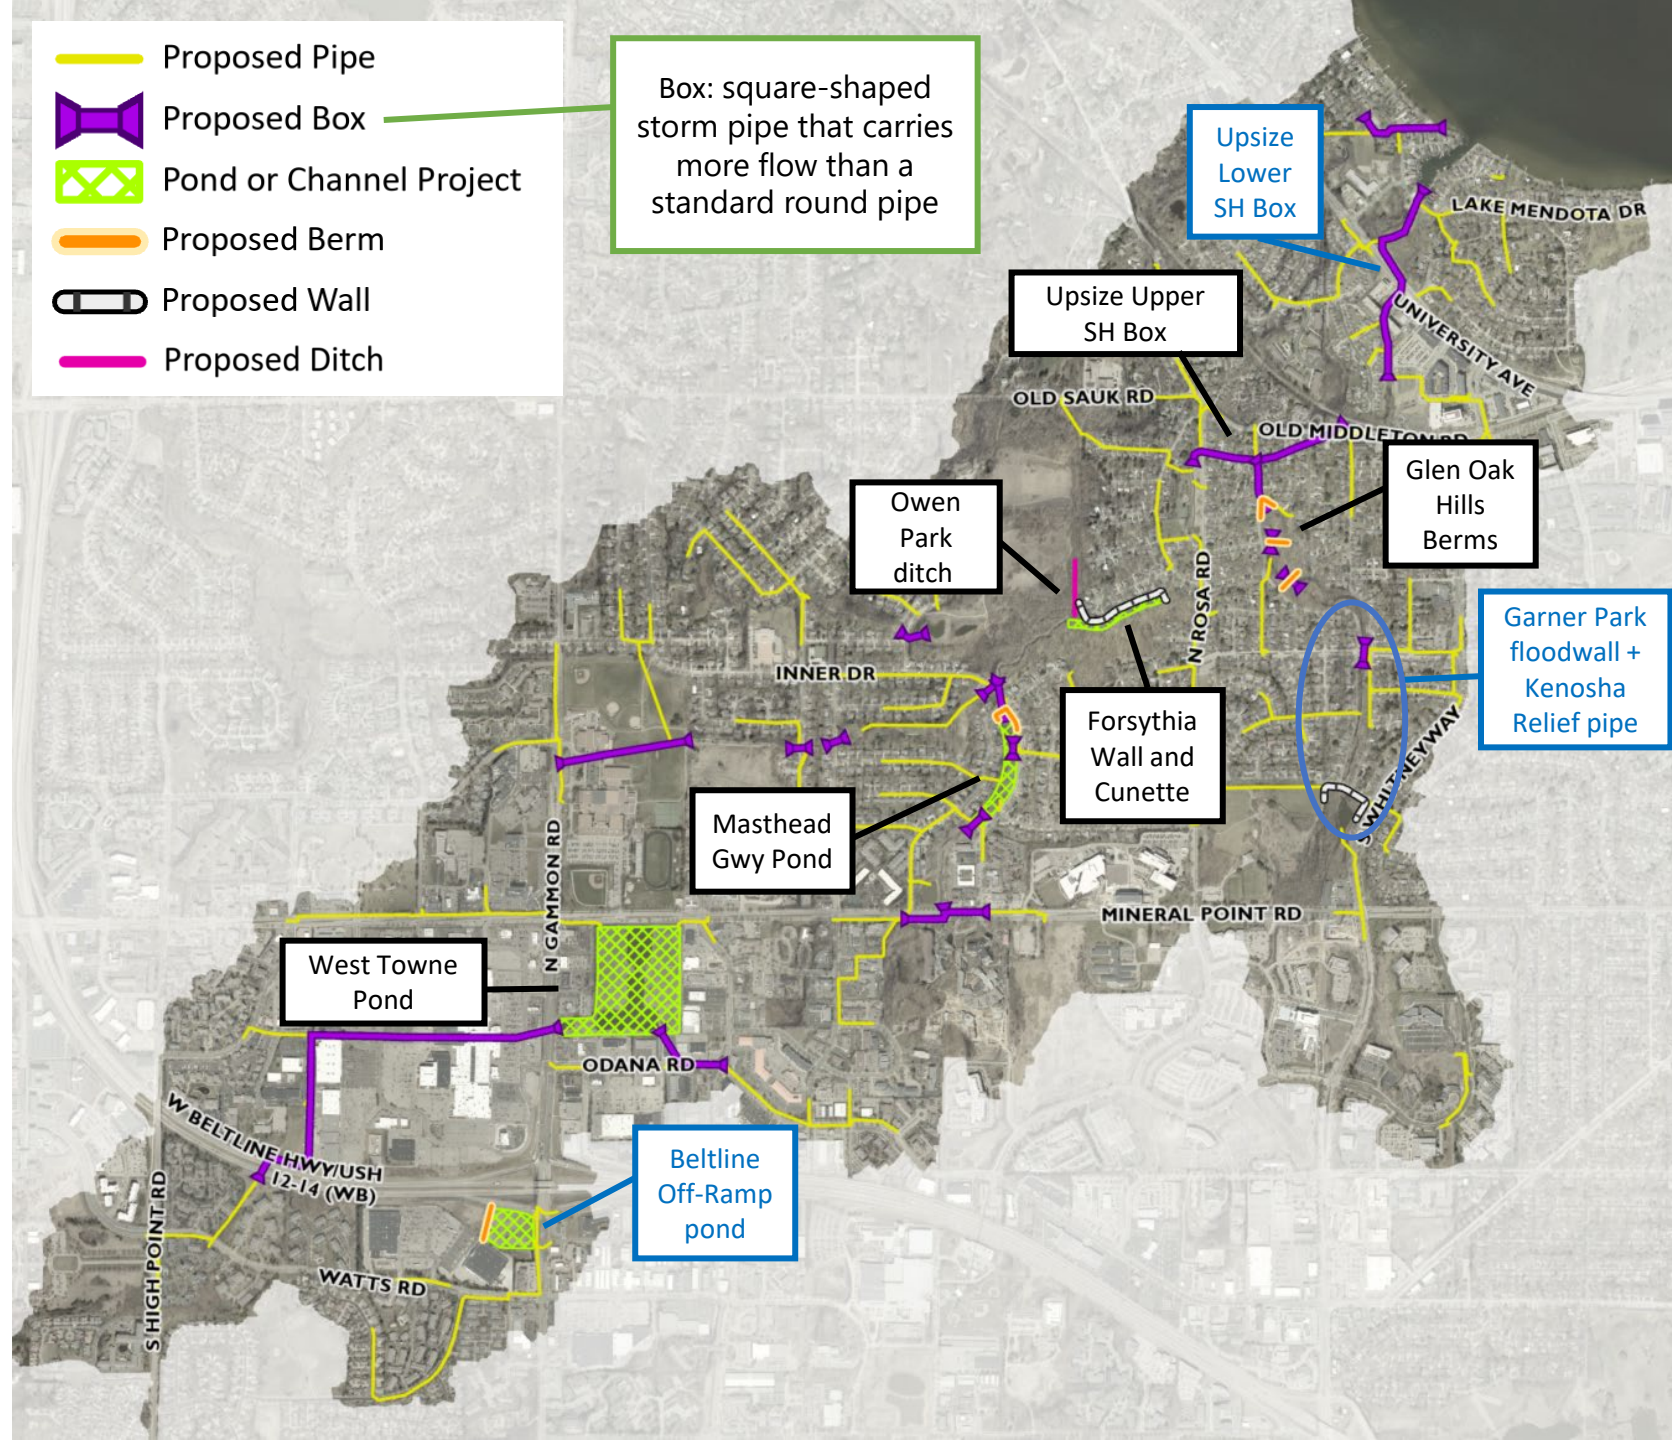 Proposed Pipe
Proposed Box
Pond or Channel Project
Proposed Berm
Proposed Wall
Proposed Ditch
Box: square-shaped
storm pipe that carries
more flow than a
standard round pipe
Upsize
Lower
SH Box
LAKE MENDOTA DR
Upsize Upper
SH Box
UNIVERSITY AVE
OLD SAUK RD
OLD MIDDLETON RD
Glen Oak
Hills
Berms
Owen
Park
ditch
N ROSA RD
Garner Park
floodwall +
Kenosha
Relief pipe
INNER DR
Forsythia
Wall and
Cunette
S WHITNEYWAY
Masthead
Gwy Pond
N GAMMON RD
MINERAL POINT RD
West Towne
Pond
ODANA RD
W BELTLINE HWY/USH
12-14 (WB)
Beltline
Off-Ramp
pond
S HIGH POINT RD
WATTS RD